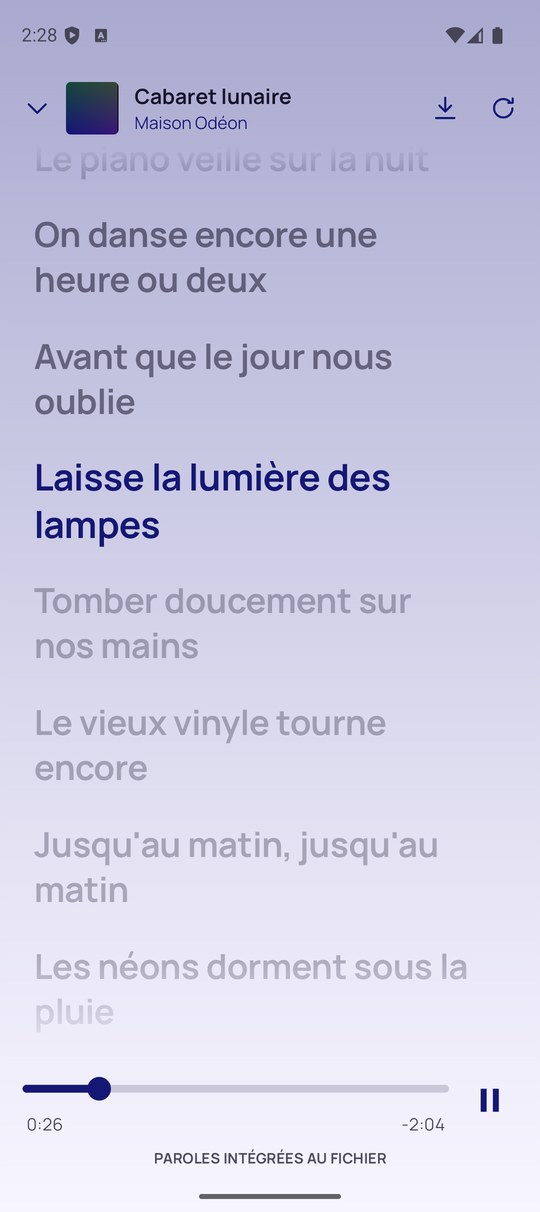 2:28
Cabaret lunaire
Maison Odéon
Le piano veille sur la nuit
On danse encore une
heure ou deux
Avant que le jour nous
oublie
Laisse la lumière des
lampes
Tomber doucement sur
nos mains
Le vieux vinyle tourne
encore
Jusqu'au matin, jusqu'au
matin
Les néons dorment sous la
pluie
0:26
-2:04
PAROLES INTÉGRÉES AU FICHIER